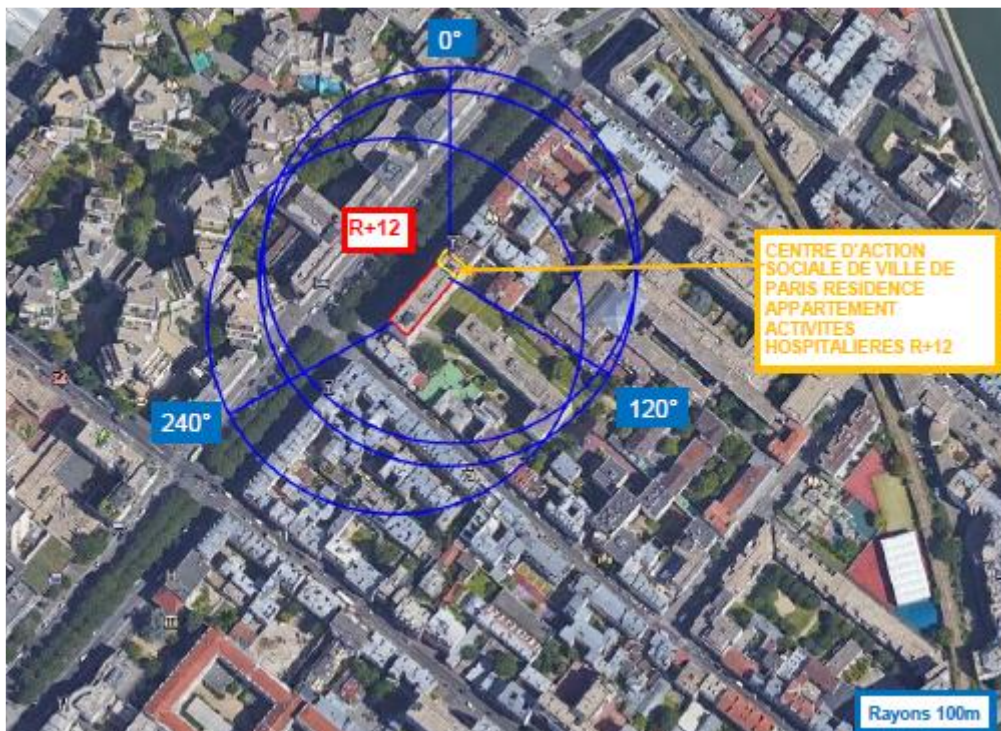 0°
R+12
CENTRE D'ACTION
SOCIALE DE VILLE DE
PARIS RESIDENCE
APPARTEMENT
ACTIVITES
HOSPITALIERES R+12
240°
120°
Rayons 100m